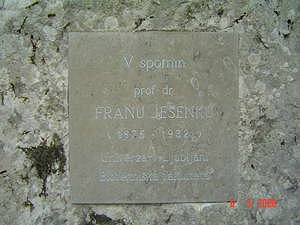 V spomin
prof dr
FRANU JESENKU
( 1875 - 1932 )
Univerza v Ljubljani
Biotehniška fakulteta